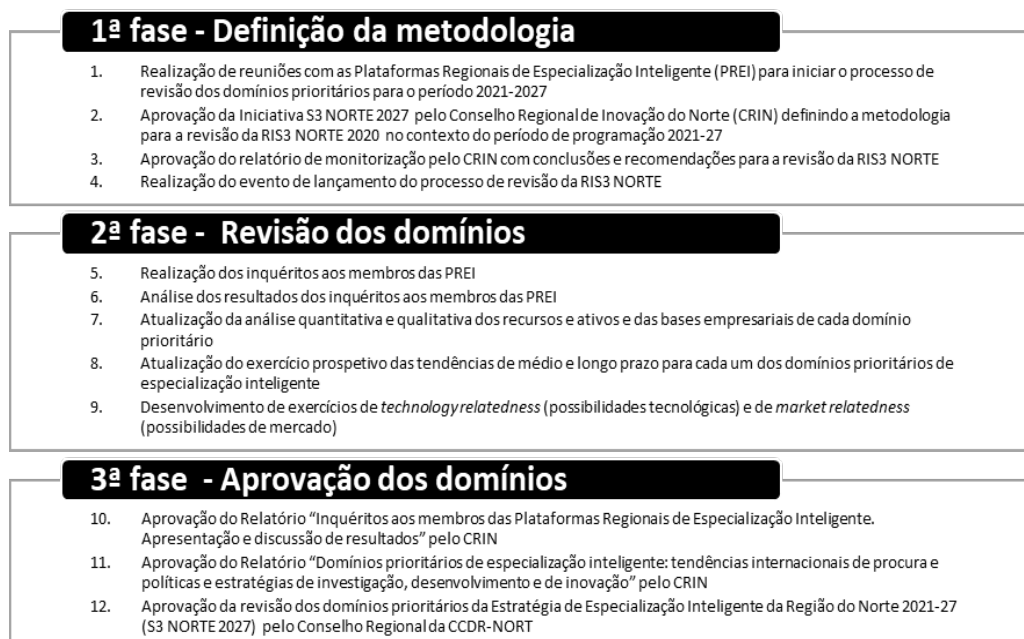 1ª fase - Definição da metodologia
1. Realização de reuniões com as Plataformas Regionais de Especialização Inteligente (PREI) para iniciar o processo de
revisão dos domínios prioritários para o período 2021-2027
2. Aprovação da Iniciativa S3 NORTE 2027 pelo Conselho Regional de Inovação do Norte (CRIN) definindo a metodologia
para a revisão da RIS3 NORTE 2020 no contexto do período de programação 2021-27
3. Aprovação do relatório de monitorização pelo CRIN com conclusões e recomendações para a revisão da RIS3 NORTE
4. Realização do evento de lançamento do processo de revisão da RIS3 NORTE
2ª fase - Revisão dos domínios
5. Realização dos inquéritos aos membros das PREI
6. Análise dos resultados dos inquéritos aos membros das PREI
7. Atualização da análise quantitativa e qualitativa dos recursos e ativos e das bases empresariais de cada domínio
prioritário
8. Atualização do exercício prospetivo das tendências de médio e longo prazo para cada um dos domínios prioritários de
especialização inteligente
9. Desenvolvimento de exercícios de technology relatedness (possibilidades tecnológicas) e de market relatedness
(possibilidades de mercado)
3ª fase - Aprovação dos domínios
10. Aprovação do Relatório “Inquéritos aos membros das Plataformas Regionais de Especialização Inteligente.
Apresentação e discussão de resultados” pelo CRIN
11. Aprovação do Relatório “Domínios prioritários de especialização inteligente: tendências internacionais de procura e
políticas e estratégias de investigação, desenvolvimento e de inovação” pelo CRIN
12. Aprovação da revisão dos domínios prioritários da Estratégia de Especialização Inteligente da Região do Norte 2021-27
(S3 NORTE 2027) pelo Conselho Regional da CCDR-NORT